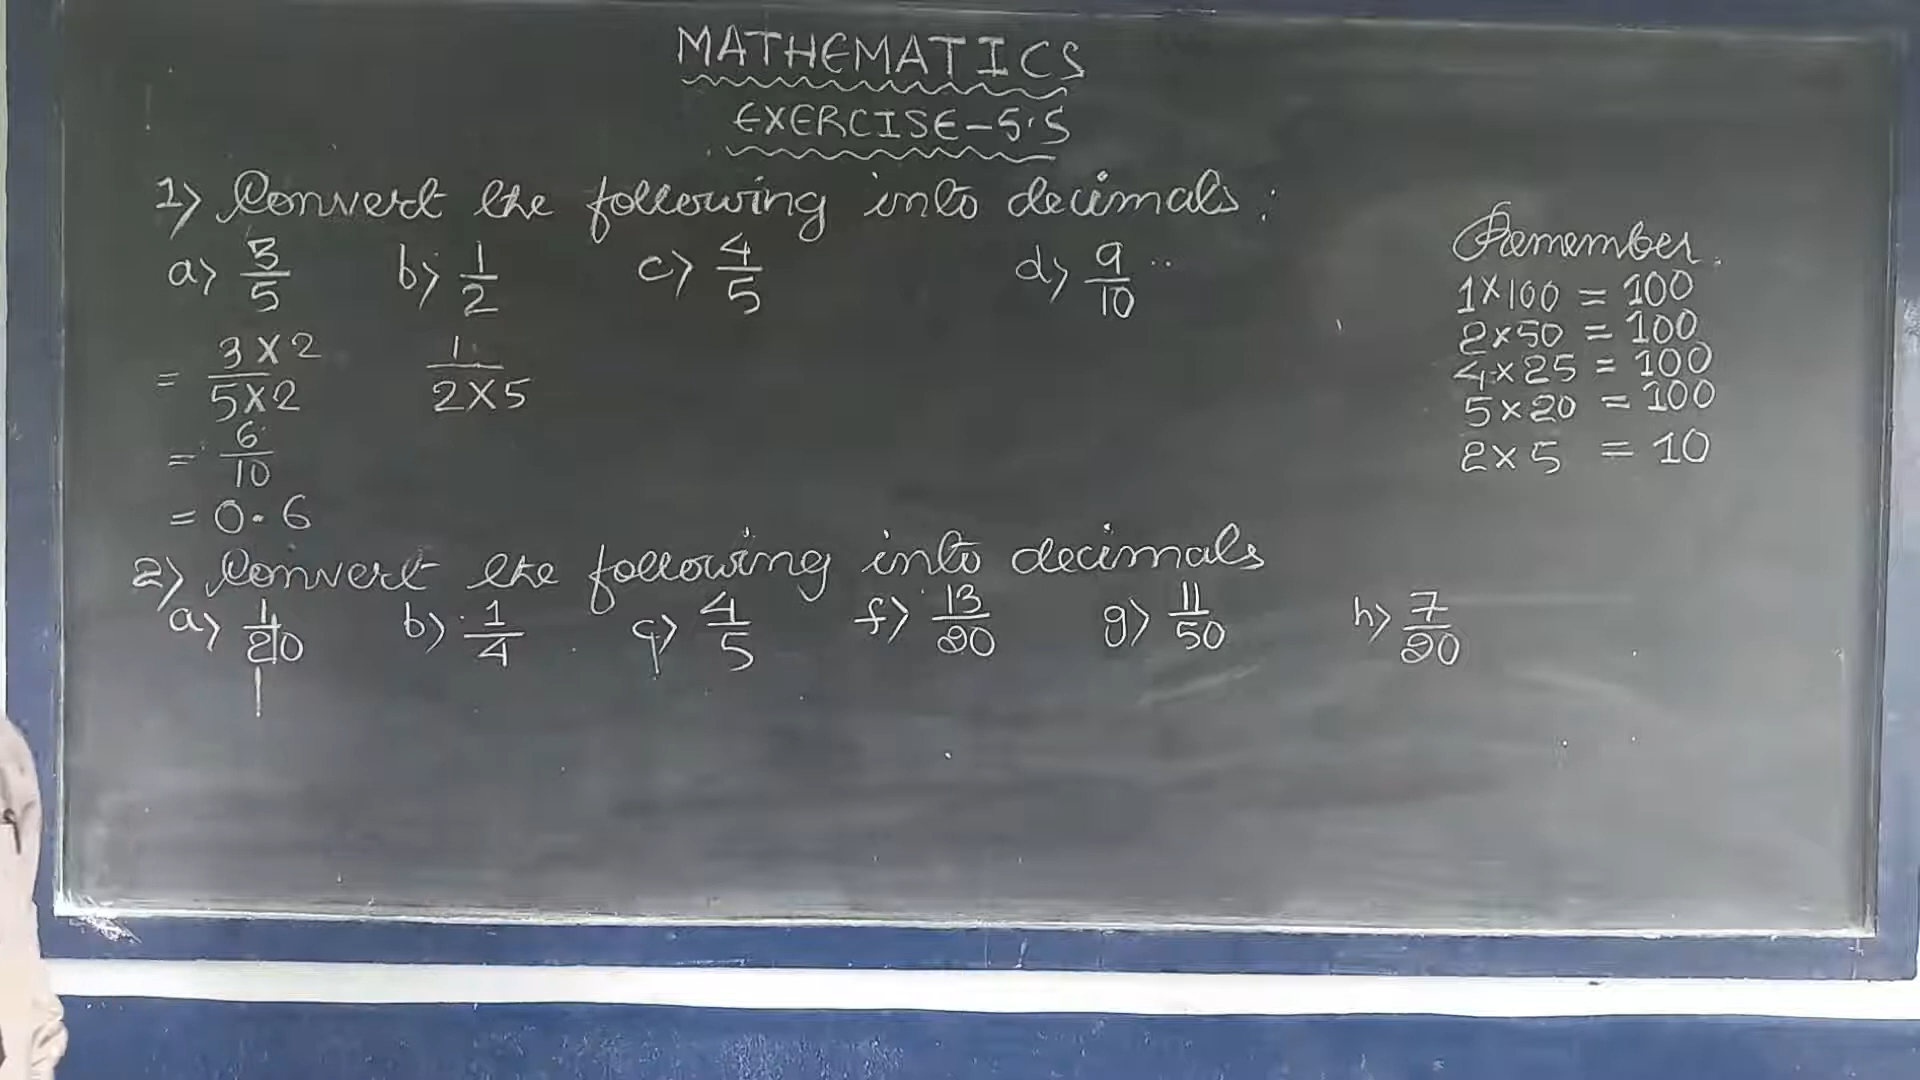 MATHEMATICS
EXERCISE-5.5
1) Convert the following into decimals:
a) 3/5 b) 1/2 c) 4/5 d) 9/10
= 3×2/5×2 1/2×5
= 6/10
= 0.6
2) Convert the following into decimals
a) 1/20 b) 1/4 c) 4/5 f) 13/20 g) 11/50 h) 7/20
Remember
1×100 = 100
2×50 = 100
4×25 = 100
5×20 = 100
2×5 = 10